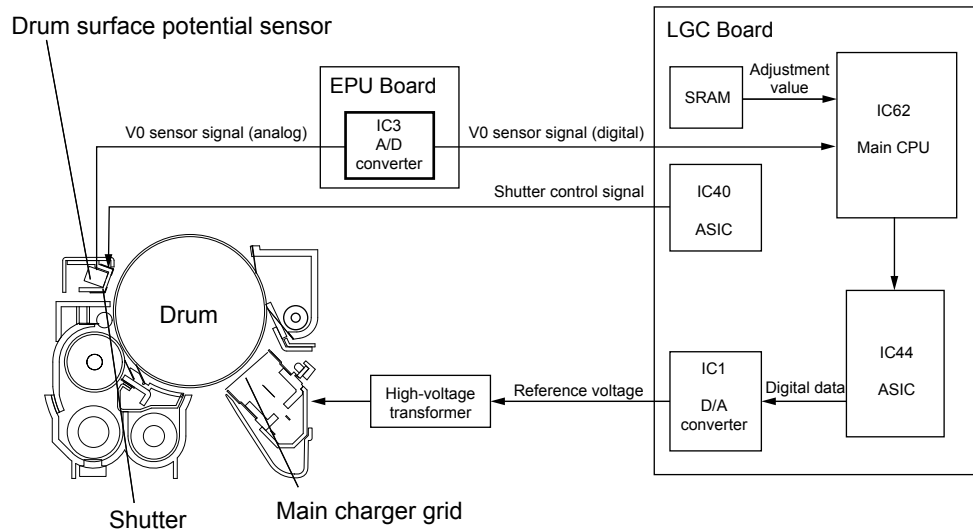 Drum surface potential sensor
LGC Board
EPU Board
SRAM
Adjustment
value
IC62
Main CPU
V0 sensor signal (analog)
IC3
A/D
converter
V0 sensor signal (digital)
Shutter control signal
IC40
ASIC
Drum
IC44
ASIC
IC1
D/A
converter
Digital data
Reference voltage
High-voltage
transformer
Main charger grid
Shutter